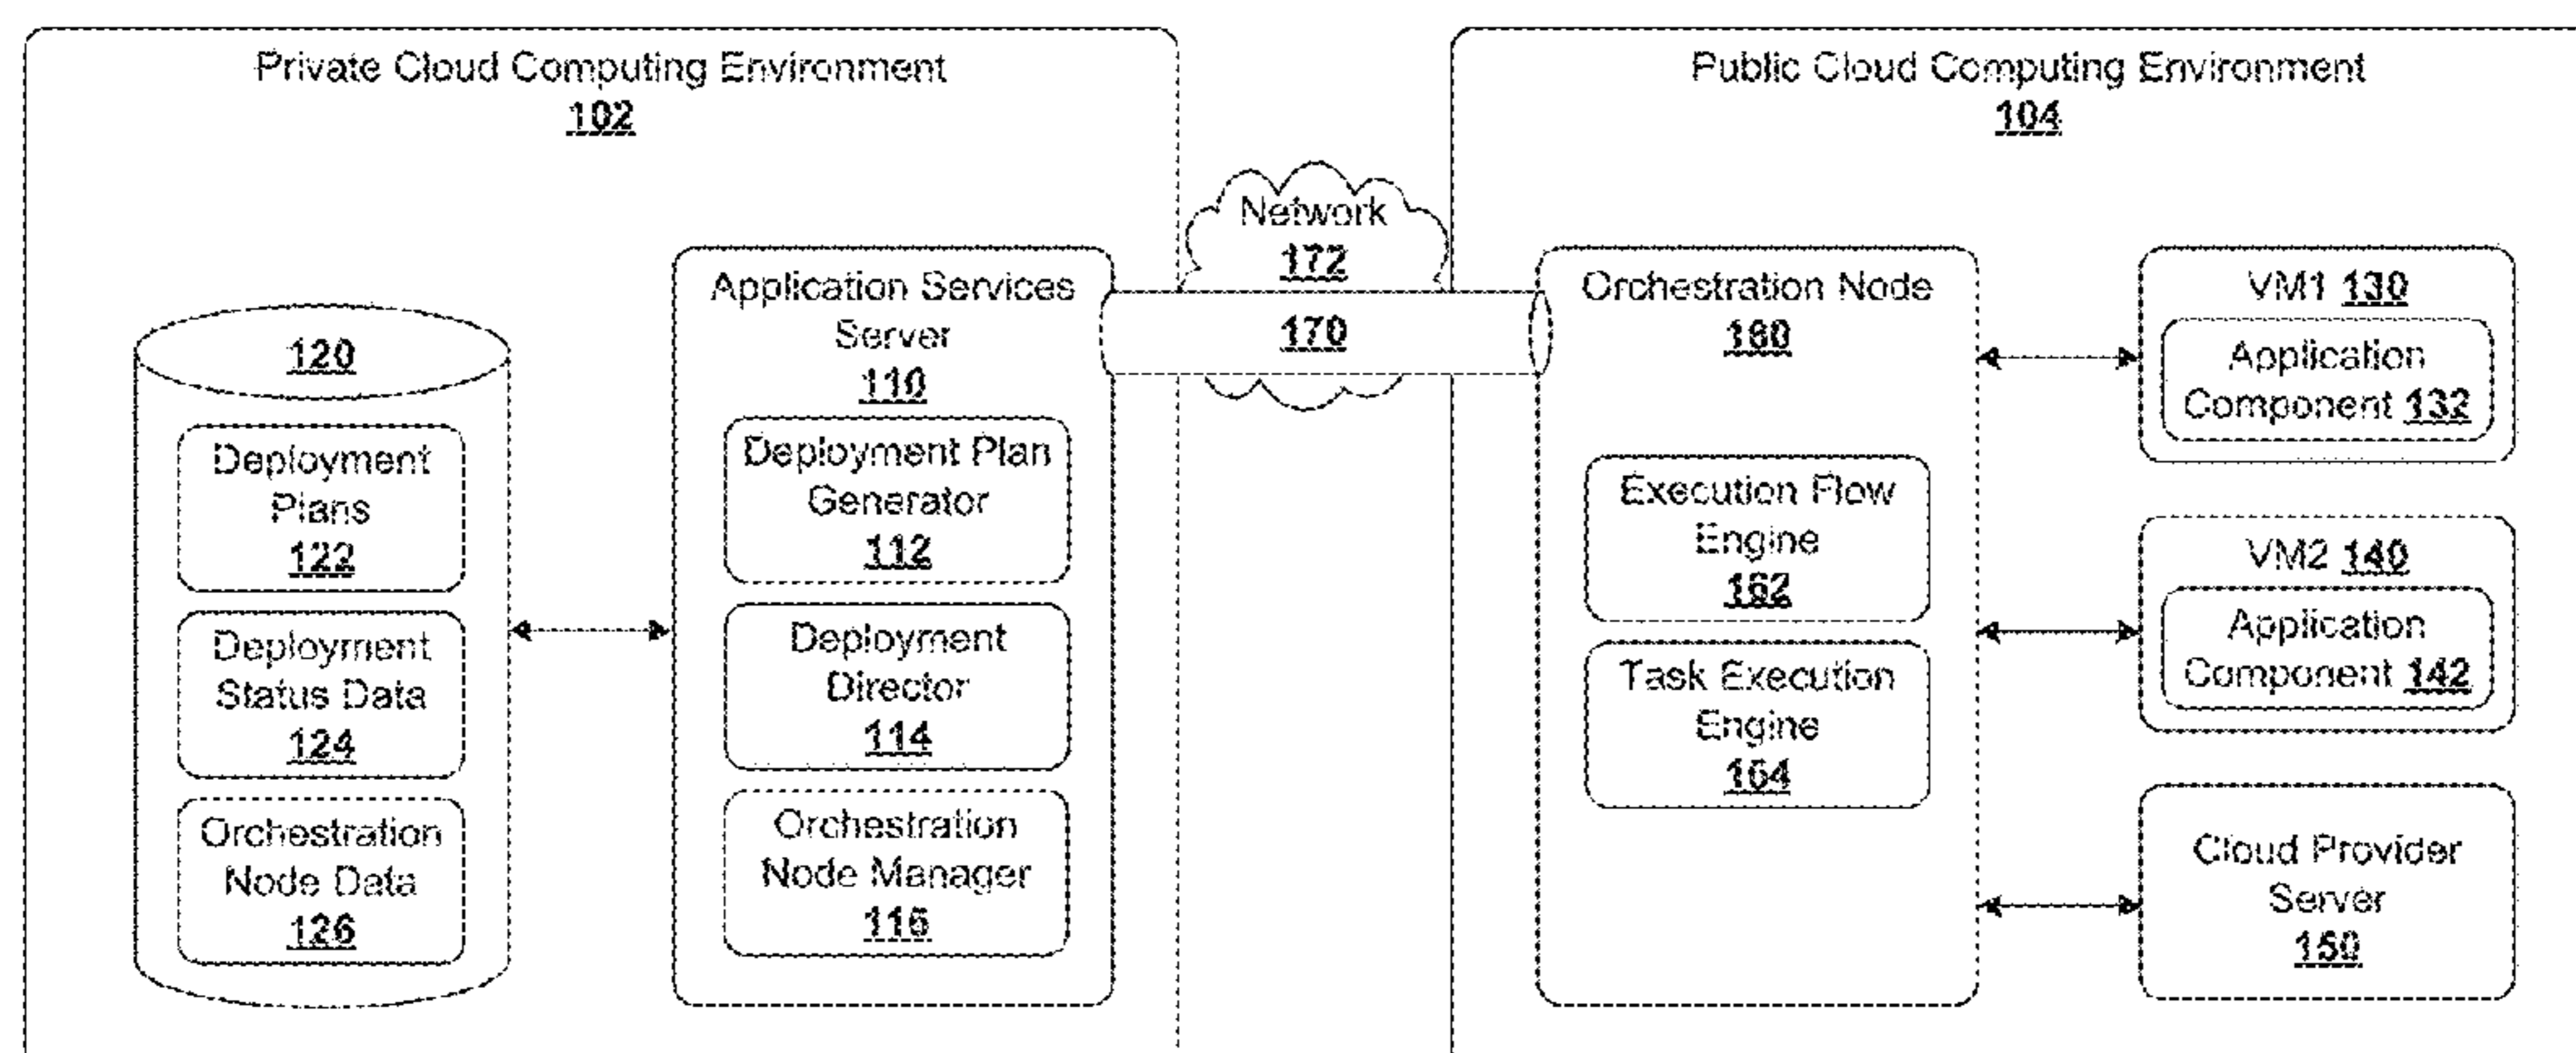 Private Cloud Computing Environment
102
Public Cloud Computing Environment
104
Network
172
170
120
Deployment
Plans
122
Deployment
Status Data
124
Orchestration
Node Data
126
Application Services
Server
110
Deployment Plan
Generator
112
Deployment
Director
114
Orchestration
Node Manager
116
Orchestration Node
160
Execution Flow
Engine
162
Task Execution
Engine
164
VM1 130
Application
Component 132
VM2 140
Application
Component 142
Cloud Provider
Server
150